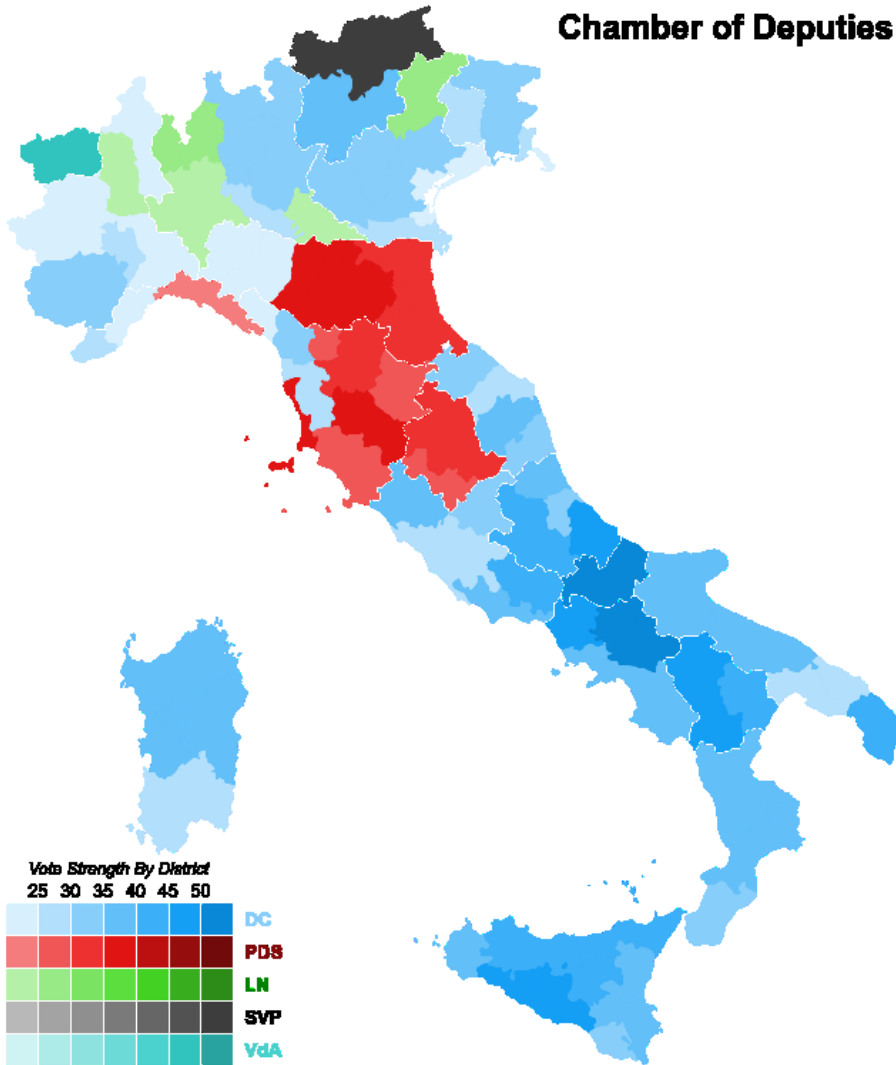 Chamber of Deputies
Vote Strength By District
25 30 35 40 45 50
DC
PDS
LN
SVP
VdA